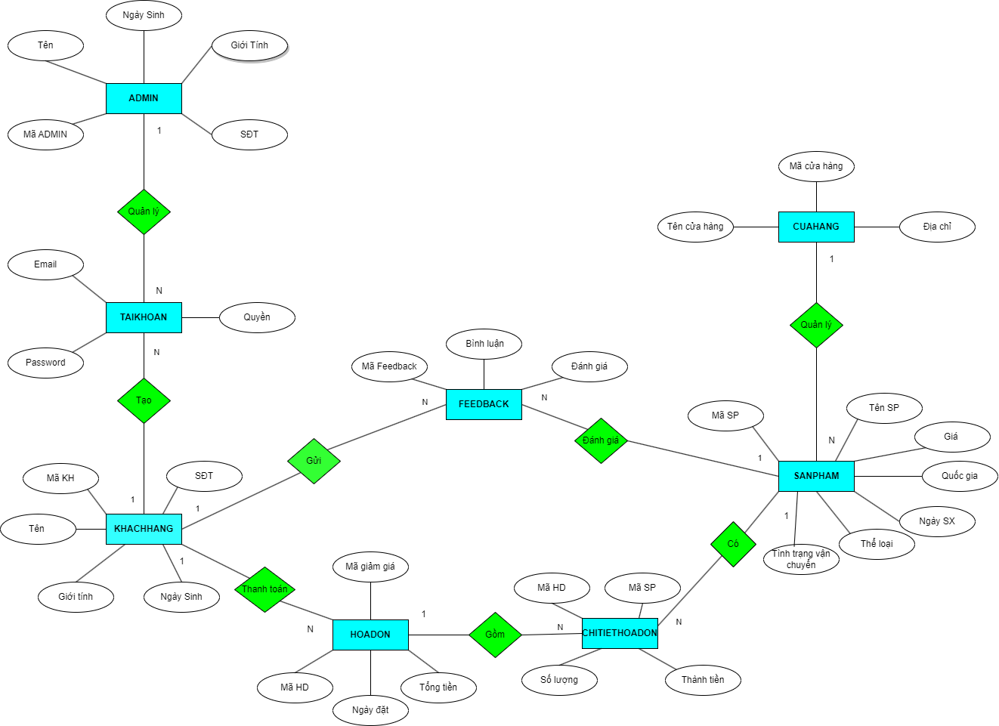 Ngày Sinh
Tên
Giới Tính
ADMIN
Mã ADMIN
1
SĐT
Quản lý
Mã cửa hàng
Tên cửa hàng
CUAHANG
Địa chỉ
1
Email
N
TAIKHOAN
Quyền
Quản lý
N
Password
Bình luận
Mã Feedback
Đánh giá
Tạo
N
FEEDBACK
N
Mã SP
Tên SP
Đánh giá
N
Giá
Gửi
1
Mã KH
SĐT
SANPHAM
Quốc gia
1
1
KHACHHANG
Tên
1
Ngày SX
Có
Thể loại
Tình trạng vận
chuyển
1
Mã giảm giá
Thanh toán
Giới tính
Ngày Sinh
Mã HD
Mã SP
1
N
N
N
HOADON
Gồm
CHITIETHOADON
Mã HD
Tổng tiền
Số lượng
Thành tiền
Ngày đặt